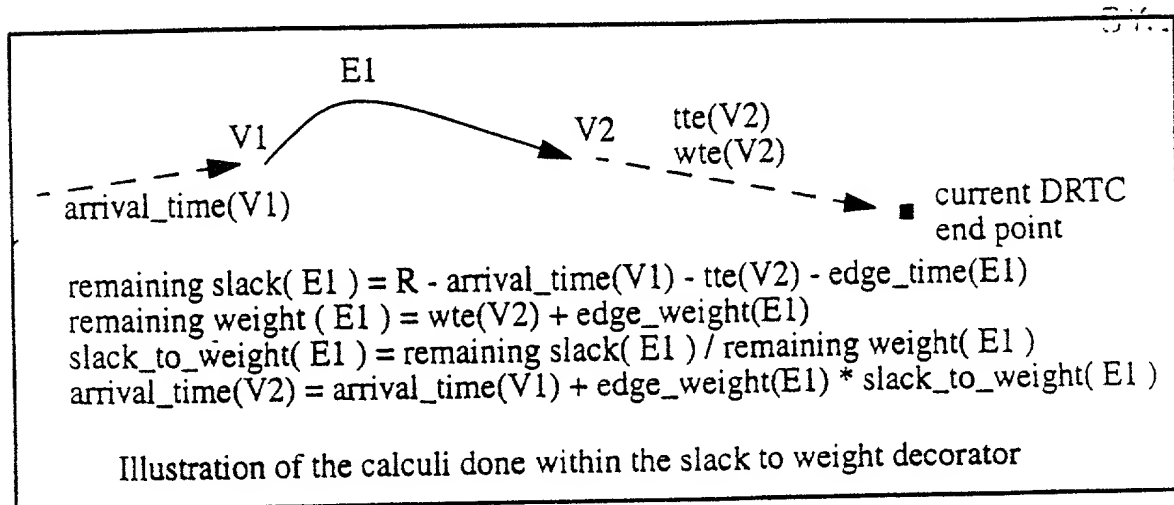 E1
V1
V2
tte(V2)
wte(V2)
arrival_time(V1)
current DRTC
end point
remaining slack( E1 ) = R - arrival_time(V1) - tte(V2) - edge_time(E1)
remaining weight ( E1 ) = wte(V2) + edge_weight(E1)
slack_to_weight( E1 ) = remaining slack( E1 ) / remaining weight( E1 )
arrival_time(V2) = arrival_time(V1) + edge_weight(E1) * slack_to_weight( E1 )
Illustration of the calculi done within the slack to weight decorator